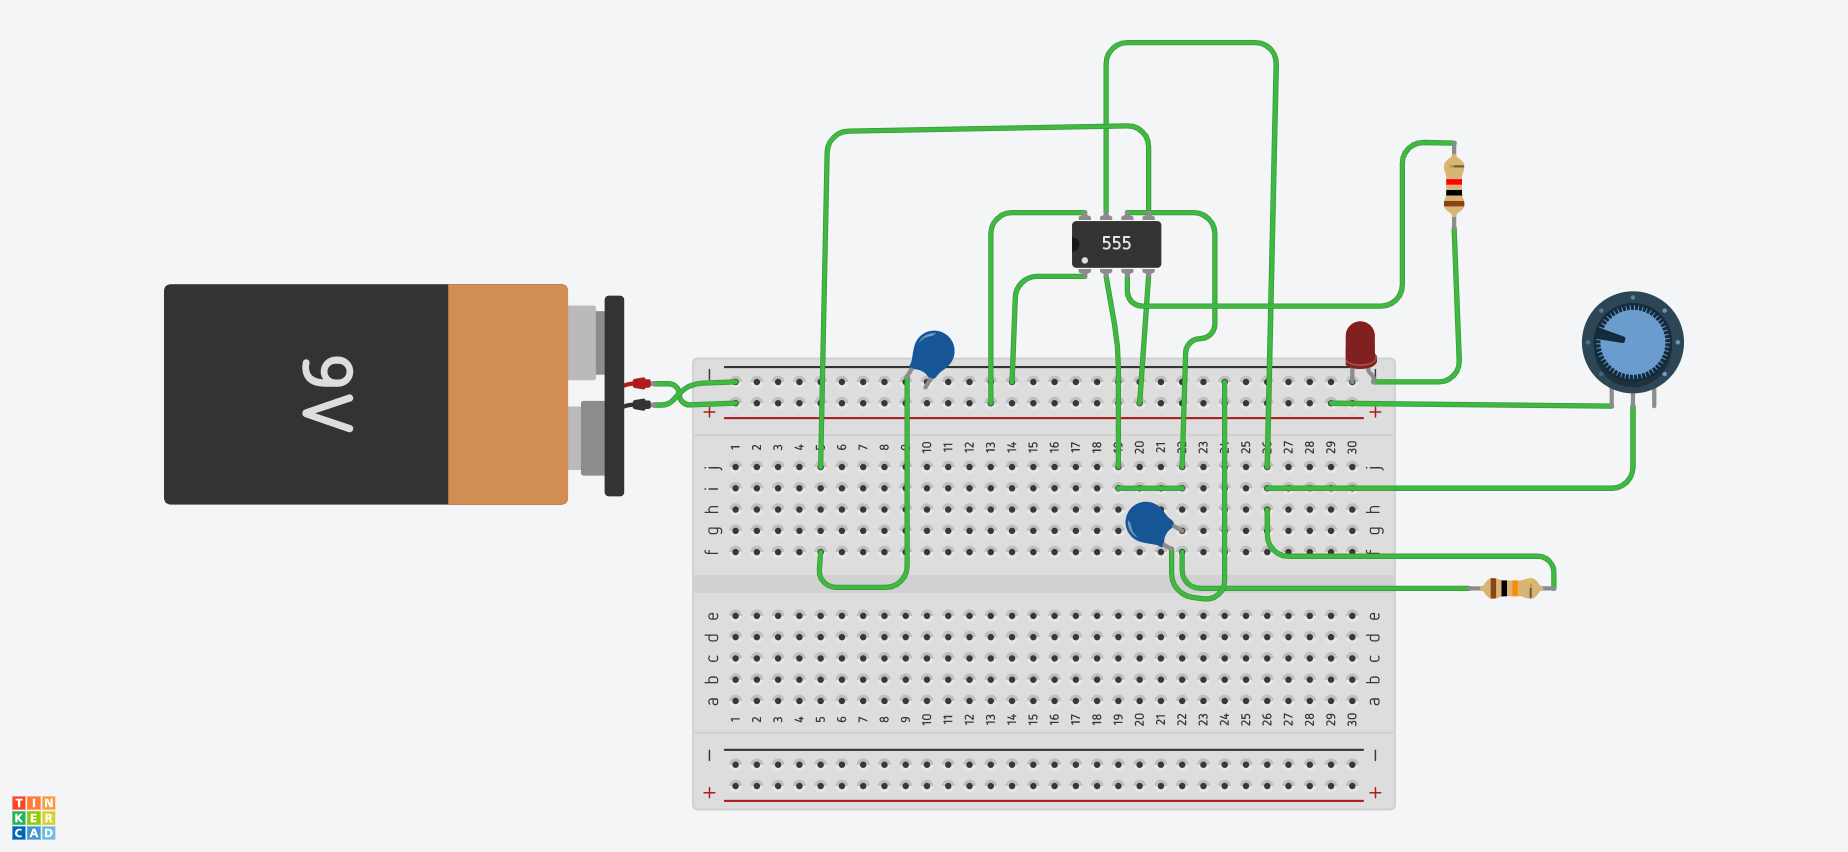 555
9V
− −
+ +
1 2 3 4 5 6 7 8 9 10 11 12 13 14 15 16 17 18 19 20 21 22 23 24 25 26 27 28 29 30
j j
i i
h h
g g
f f
e e
d d
c c
b b
a a
1 2 3 4 5 6 7 8 9 10 11 12 13 14 15 16 17 18 19 20 21 22 23 24 25 26 27 28 29 30
− −
+ +
TIN
KER
CAD